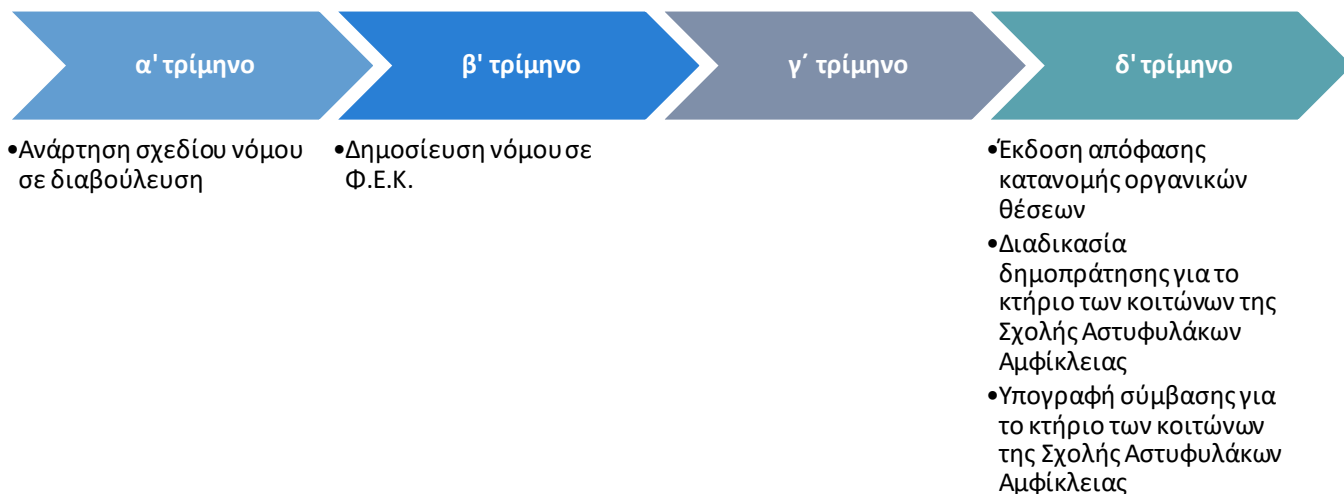 α' τρίμηνο
β' τρίμηνο
γ΄ τρίμηνο
δ' τρίμηνο
•Ανάρτηση σχεδίου νόμου
σε διαβούλευση
•Δημοσίευση νόμου σε
Φ.Ε.Κ.
•Έκδοση απόφασης
κατανομής οργανικών
θέσεων
•Διαδικασία
δημοπράτησης για το
κτήριο των κοιτώνων της
Σχολής Αστυφυλάκων
Αμφίκλειας
•Υπογραφή σύμβασης για
το κτήριο των κοιτώνων
της Σχολής Αστυφυλάκων
Αμφίκλειας